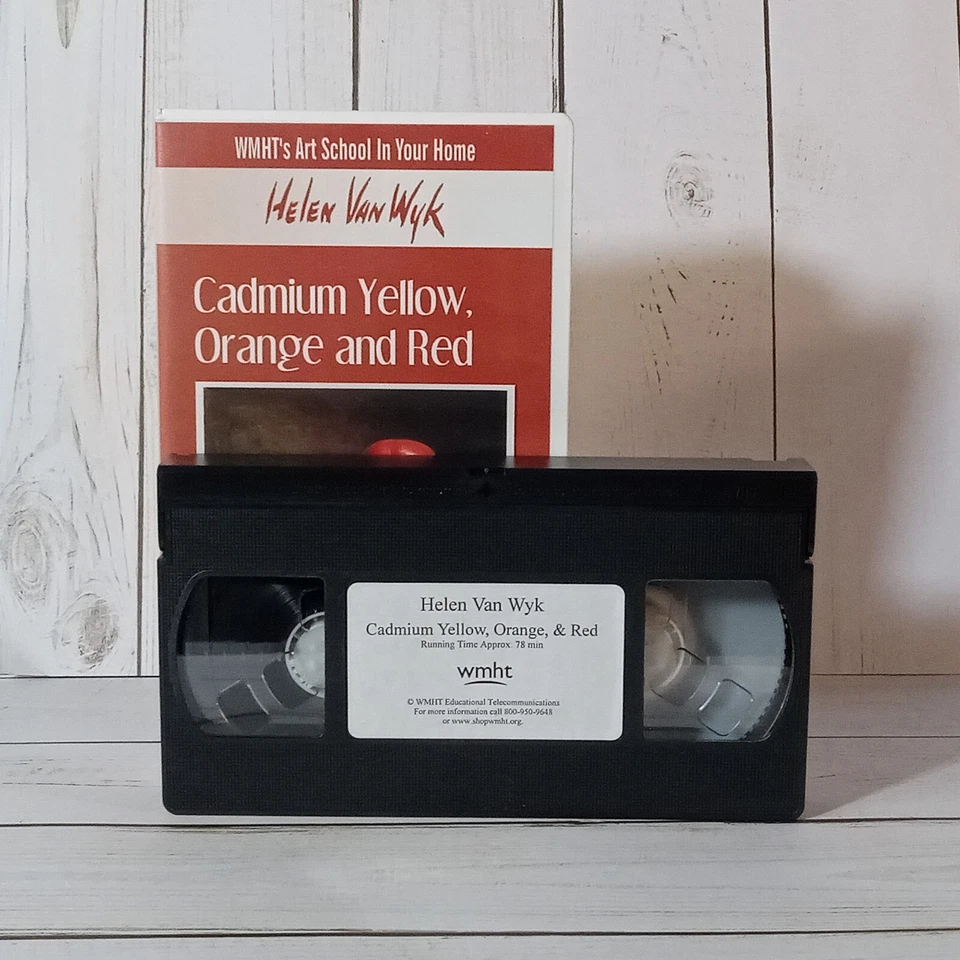 WMHT's Art School In Your Home
Helen Van Wyk
Cadmium Yellow,
Orange and Red
Helen Van Wyk
Cadmium Yellow, Orange, & Red
Running Time Approx: 78 min
wmht
© WMHT Educational Telecommunications
For more information call 800-950-9648
or www.shopwmht.org.